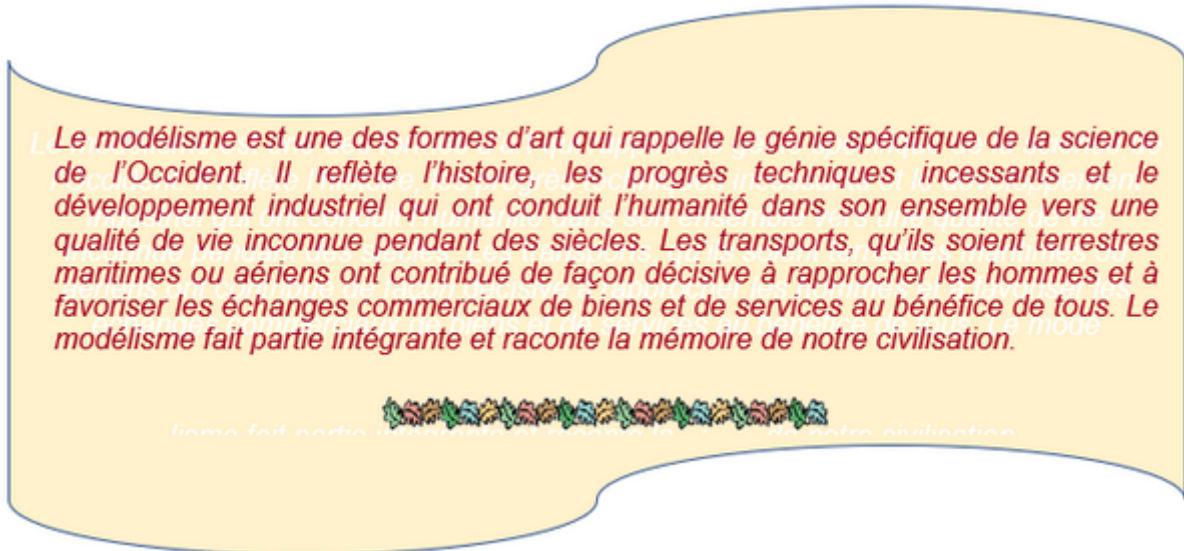 Le modélisme est une des formes d’art qui rappelle le génie spécifique de la science
de l’Occident. Il reflète l’histoire, les progrès techniques incessants et le
développement industriel qui ont conduit l’humanité dans son ensemble vers une
qualité de vie inconnue pendant des siècles. Les transports, qu’ils soient terrestres
maritimes ou aériens ont contribué de façon décisive à rapprocher les hommes et à
favoriser les échanges commerciaux de biens et de services au bénéfice de tous. Le
modélisme fait partie intégrante et raconte la mémoire de notre civilisation.